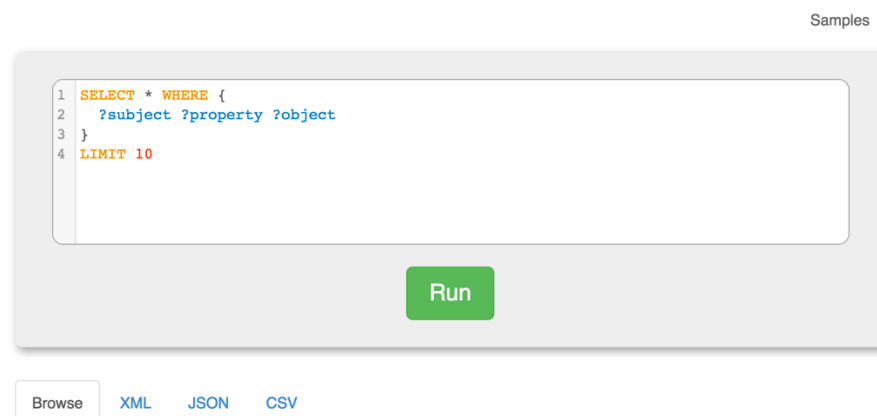 Samples
1 SELECT * WHERE {
2   ?subject ?property ?object
3 }
4 LIMIT 10
Run
Browse XML JSON CSV